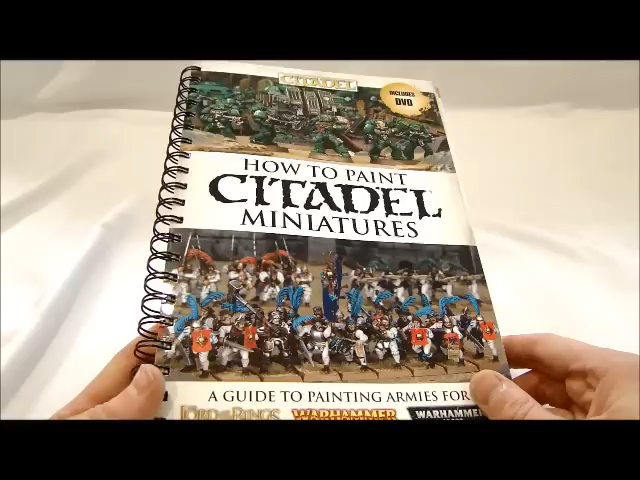 CITADEL
INCLUDES
DVD
HOW TO PAINT
CITADEL
MINIATURES
A GUIDE TO PAINTING ARMIES FOR
THE LORD OF THE RINGS WARHAMMER WARHAMMER